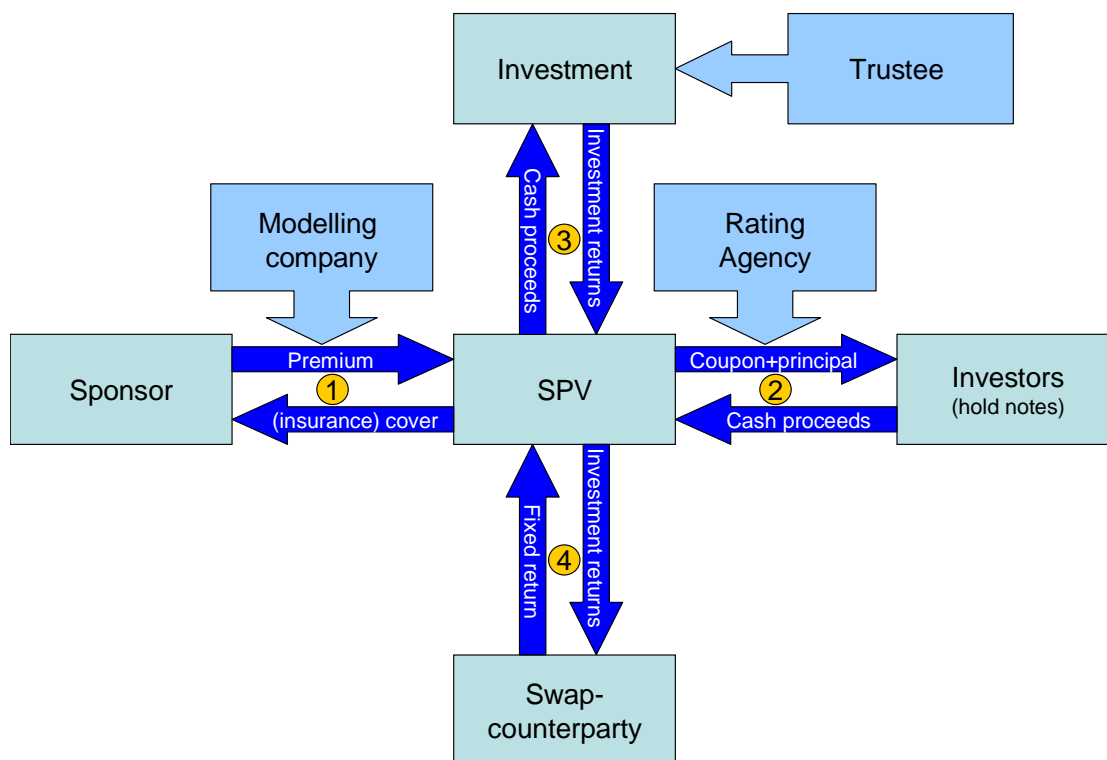 Investment
Trustee
Cash proceeds
Investment returns
3
Modelling
company
Rating
Agency
Sponsor
Premium
1
(insurance) cover
SPV
Coupon+principal
2
Cash proceeds
Investors
(hold notes)
Fixed return
Investment returns
4
Swap-
counterparty